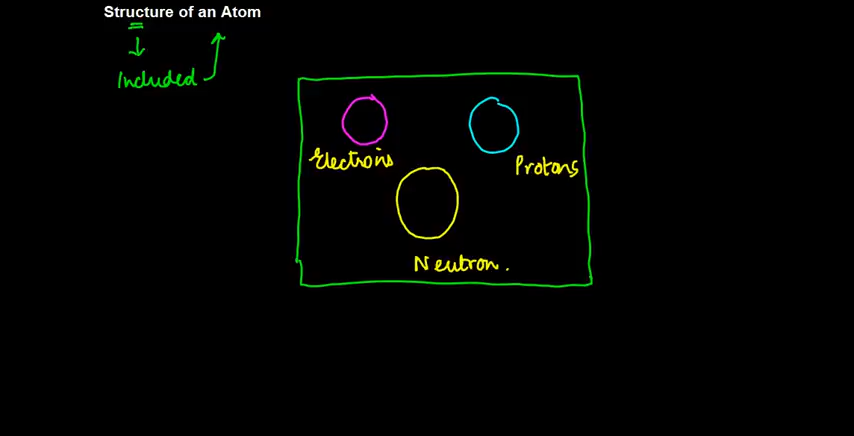 Structure of an Atom
Included
Electrons
Protons
Neutron.